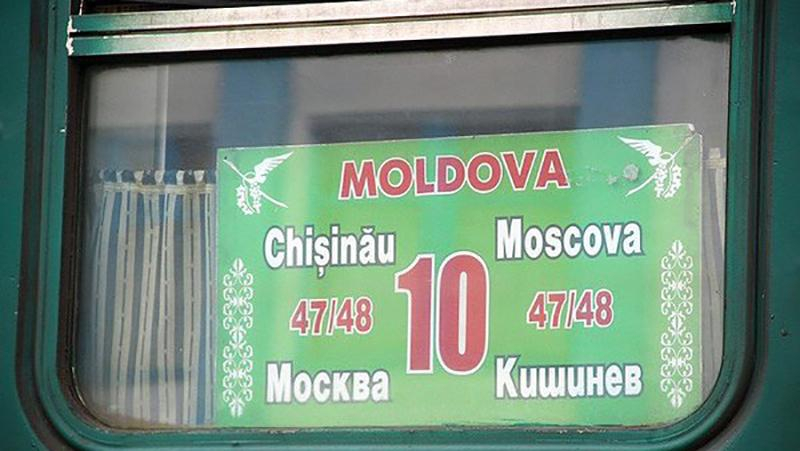 MOLDOVA
Chișinău Moscova
47/48 10 47/48
Москва Кишинев